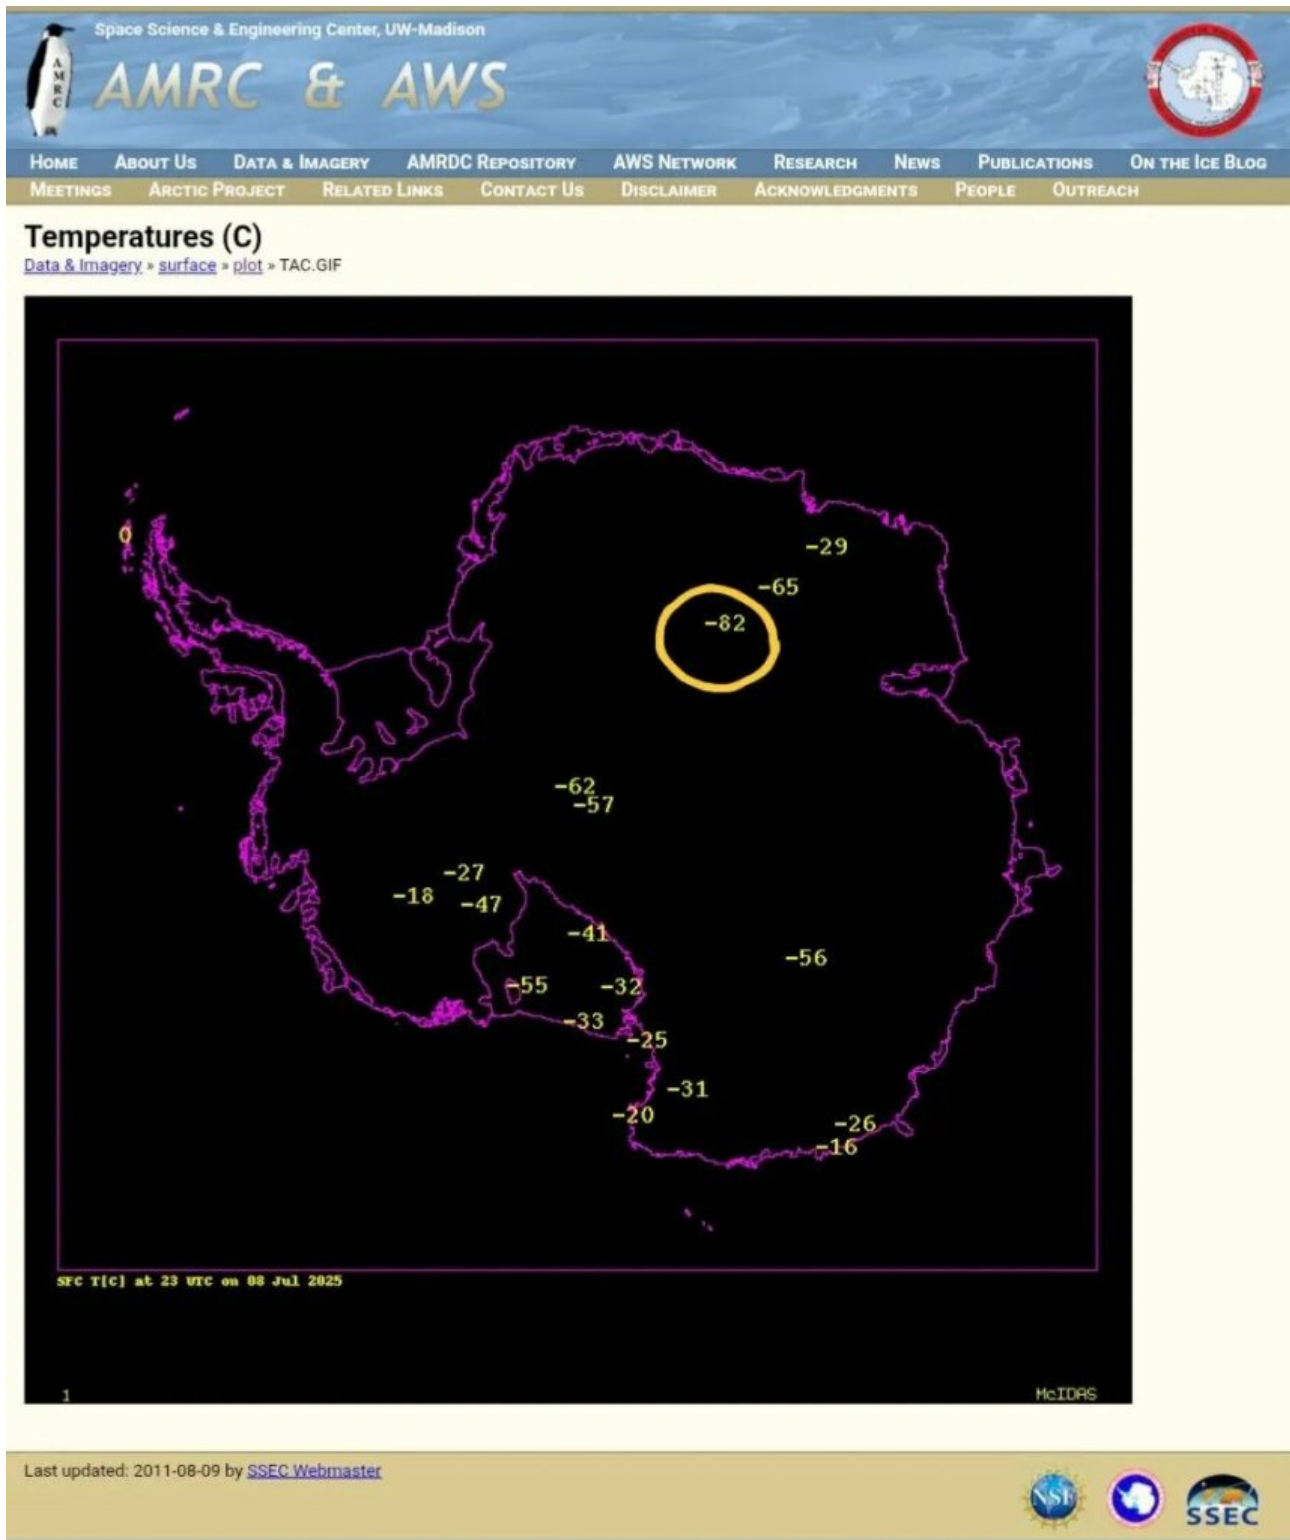 Space Science & Engineering Center, UW-Madison
AMRC
AMRC & AWS
HOME ABOUT US DATA & IMAGERY AMRDC REPOSITORY AWS NETWORK RESEARCH NEWS PUBLICATIONS ON THE ICE BLOG
MEETINGS ARCTIC PROJECT RELATED LINKS CONTACT US DISCLAIMER ACKNOWLEDGMENTS PEOPLE OUTREACH
Temperatures (C)
Data & Imagery » surface » plot » TAC.GIF
0
-29
-65
-82
-62
-57
-27
-18
-47
-41
-56
-55
-32
-33
-25
-31
-20
-26
-16
SFC T[C] at 23 UTC on 08 Jul 2025
1 McIDAS
Last updated: 2011-08-09 by SSEC Webmaster
NSF
SSEC